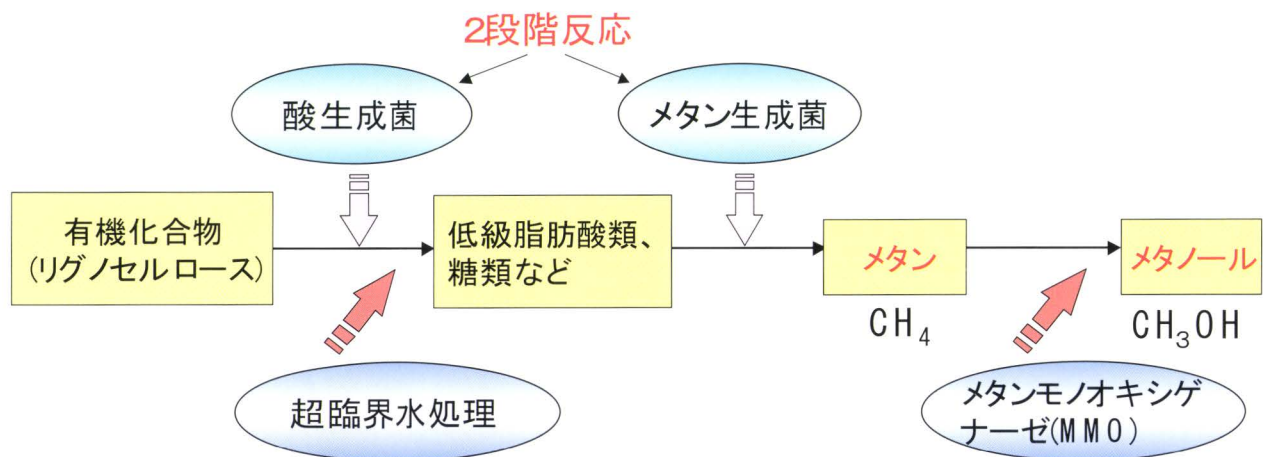 2段階反応
酸生成菌
メタン生成菌
有機化合物
(リグノセルロース)
低級脂肪酸類、
糖類など
メタン
メタノール
CH₄
CH₃OH
超臨界水処理
メタンモノオキシゲ
ナーゼ(MMO)